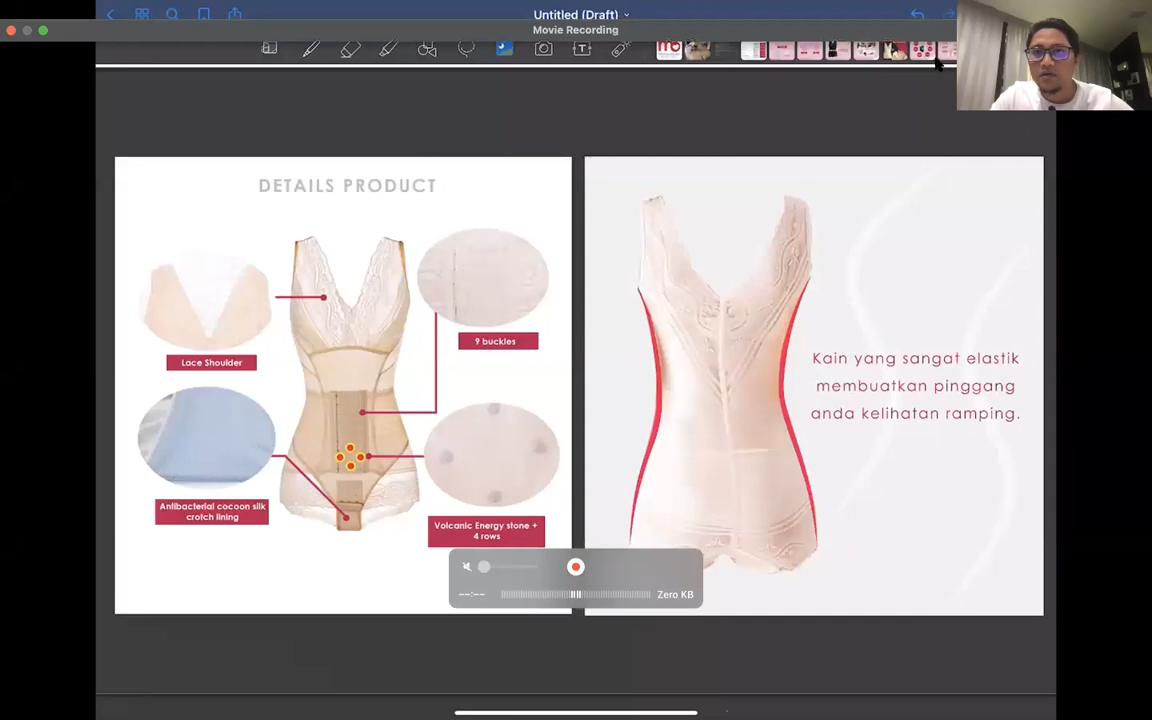 Untitled (Draft)
Movie Recording
DETAILS PRODUCT
9 buckles
Lace Shoulder
Antibacterial cocoon silk
crotch lining
Volcanic Energy stone +
4 rows
Kain yang sangat elastik
membuatkan pinggang
anda kelihatan ramping.
--:--
Zero KB